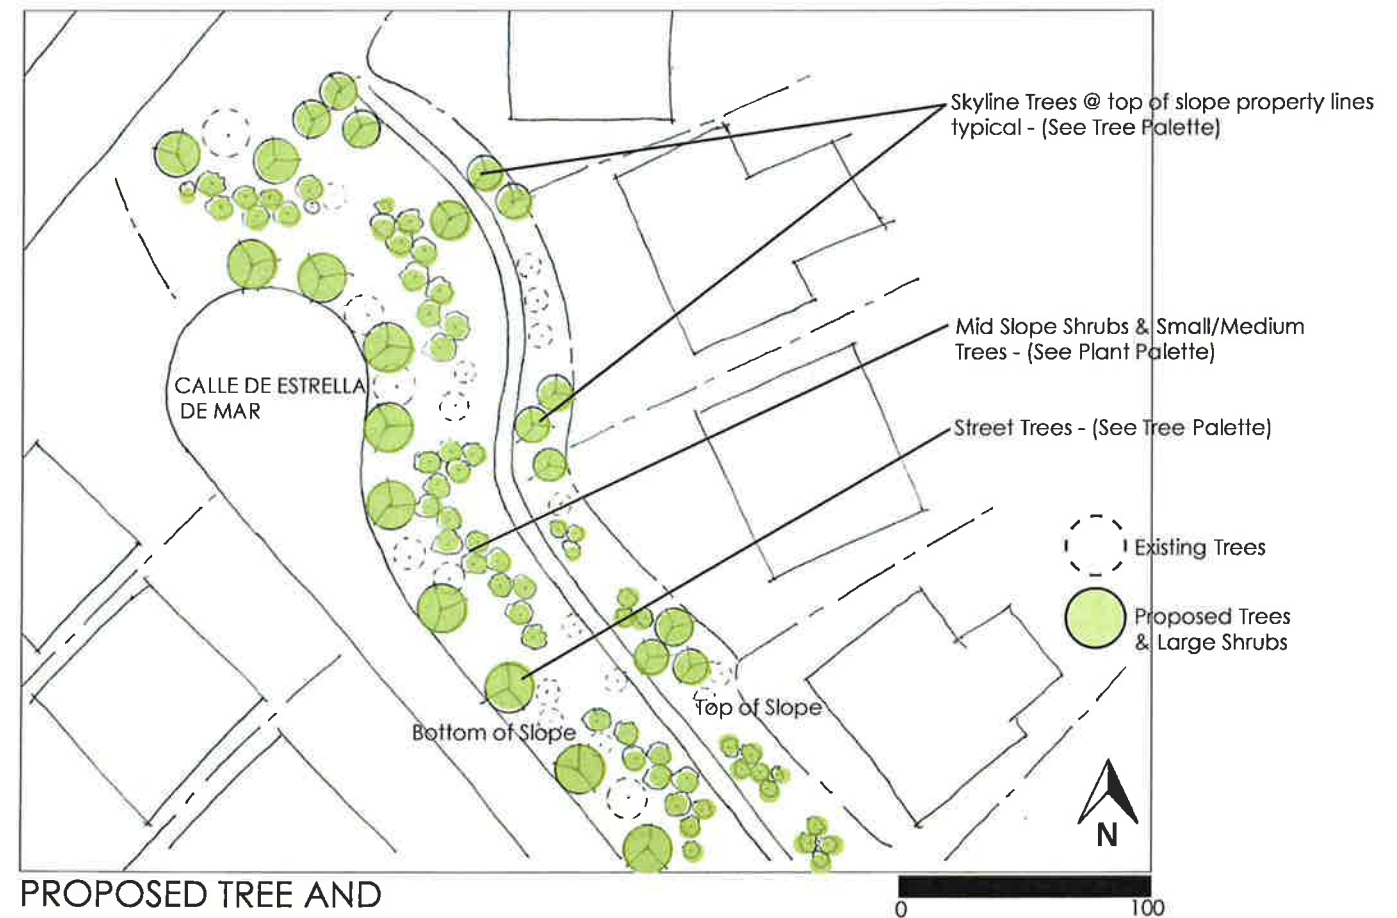 Skyline Trees @ top of slope property lines
typical - (See Tree Palette)
Mid Slope Shrubs & Small/Medium
Trees - (See Plant Palette)
CALLE DE ESTRELLA
DE MAR
Street Trees - (See Tree Palette)
Existing Trees
Proposed Trees
& Large Shrubs
Top of Slope
Bottom of Slope
N
PROPOSED TREE AND
0 100